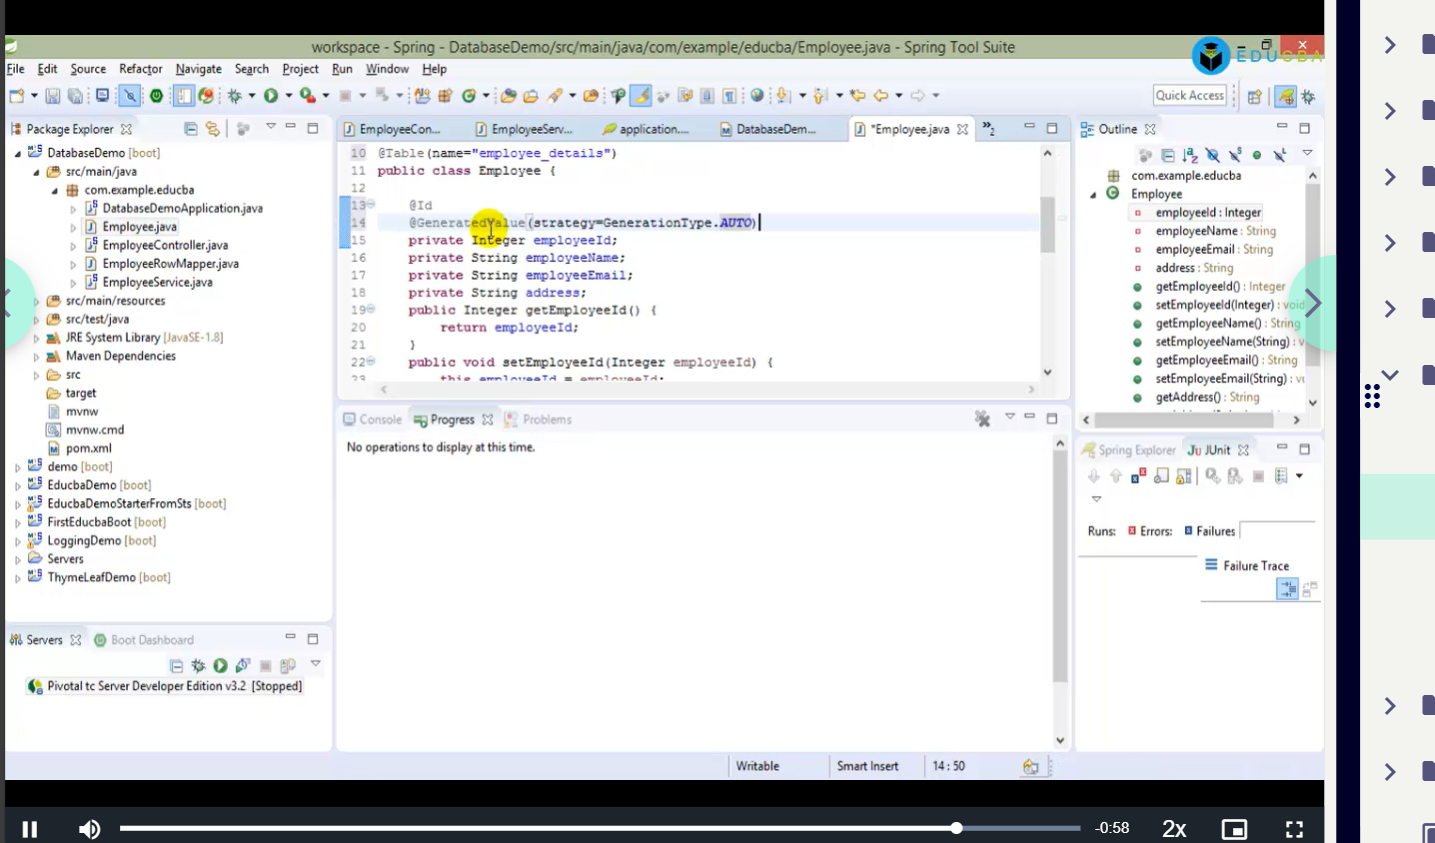 workspace - Spring - DatabaseDemo/src/main/java/com/example/educba/Employee.java - Spring Tool Suite
EDUCBA
File Edit Source Refactor Navigate Search Project Run Window Help
Quick Access
Package Explorer
DatabaseDemo [boot]
src/main/java
com.example.educba
DatabaseDemoApplication.java
Employee.java
EmployeeController.java
EmployeeRowMapper.java
EmployeeService.java
src/main/resources
src/test/java
JRE System Library [JavaSE-1.8]
Maven Dependencies
src
target
mvnw
mvnw.cmd
pom.xml
demo [boot]
EducbaDemo [boot]
EducbaDemoStarterFromSts [boot]
FirstEducbaBoot [boot]
LoggingDemo [boot]
Servers
ThymeLeafDemo [boot]
Servers Boot Dashboard
Pivotal tc Server Developer Edition v3.2 [Stopped]
EmployeeCon... EmployeeServ... application.... DatabaseDem... *Employee.java »2
10 @Table(name="employee_details")
11 public class Employee {
12
13 @Id
14 @GeneratedValue(strategy=GenerationType.AUTO)
15 private Integer employeeId;
16 private String employeeName;
17 private String employeeEmail;
18 private String address;
19 public Integer getEmployeeId() {
20 return employeeId;
21 }
22 public void setEmployeeId(Integer employeeId) {
23 this.employeeId = employeeId;
Console Progress Problems
No operations to display at this time.
Outline
com.example.educba
Employee
employeeId : Integer
employeeName : String
employeeEmail : String
address : String
getEmployeeId() : Integer
setEmployeeId(Integer) : void
getEmployeeName() : String
setEmployeeName(String) : v
getEmployeeEmail() : String
setEmployeeEmail(String) : vo
getAddress() : String
Spring Explorer JUnit
Runs: Errors: Failures
Failure Trace
Writable Smart Insert 14 : 50
-0:58 2x